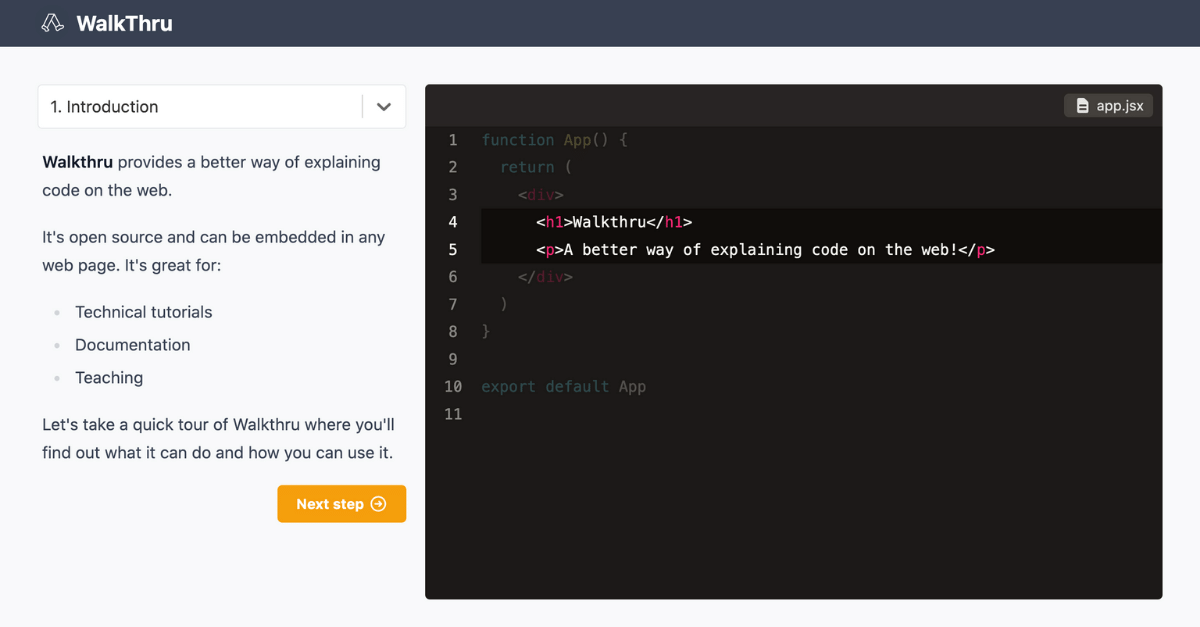 WalkThru
1. Introduction
Walkthru provides a better way of explaining
code on the web.
It's open source and can be embedded in any
web page. It's great for:
Technical tutorials
Documentation
Teaching
Let's take a quick tour of Walkthru where you'll
find out what it can do and how you can use it.
Next step
app.jsx
1 function App() {
2   return (
3     <div>
4       <h1>Walkthru</h1>
5       <p>A better way of explaining code on the web!</p>
6     </div>
7   )
8 }
9
10 export default App
11